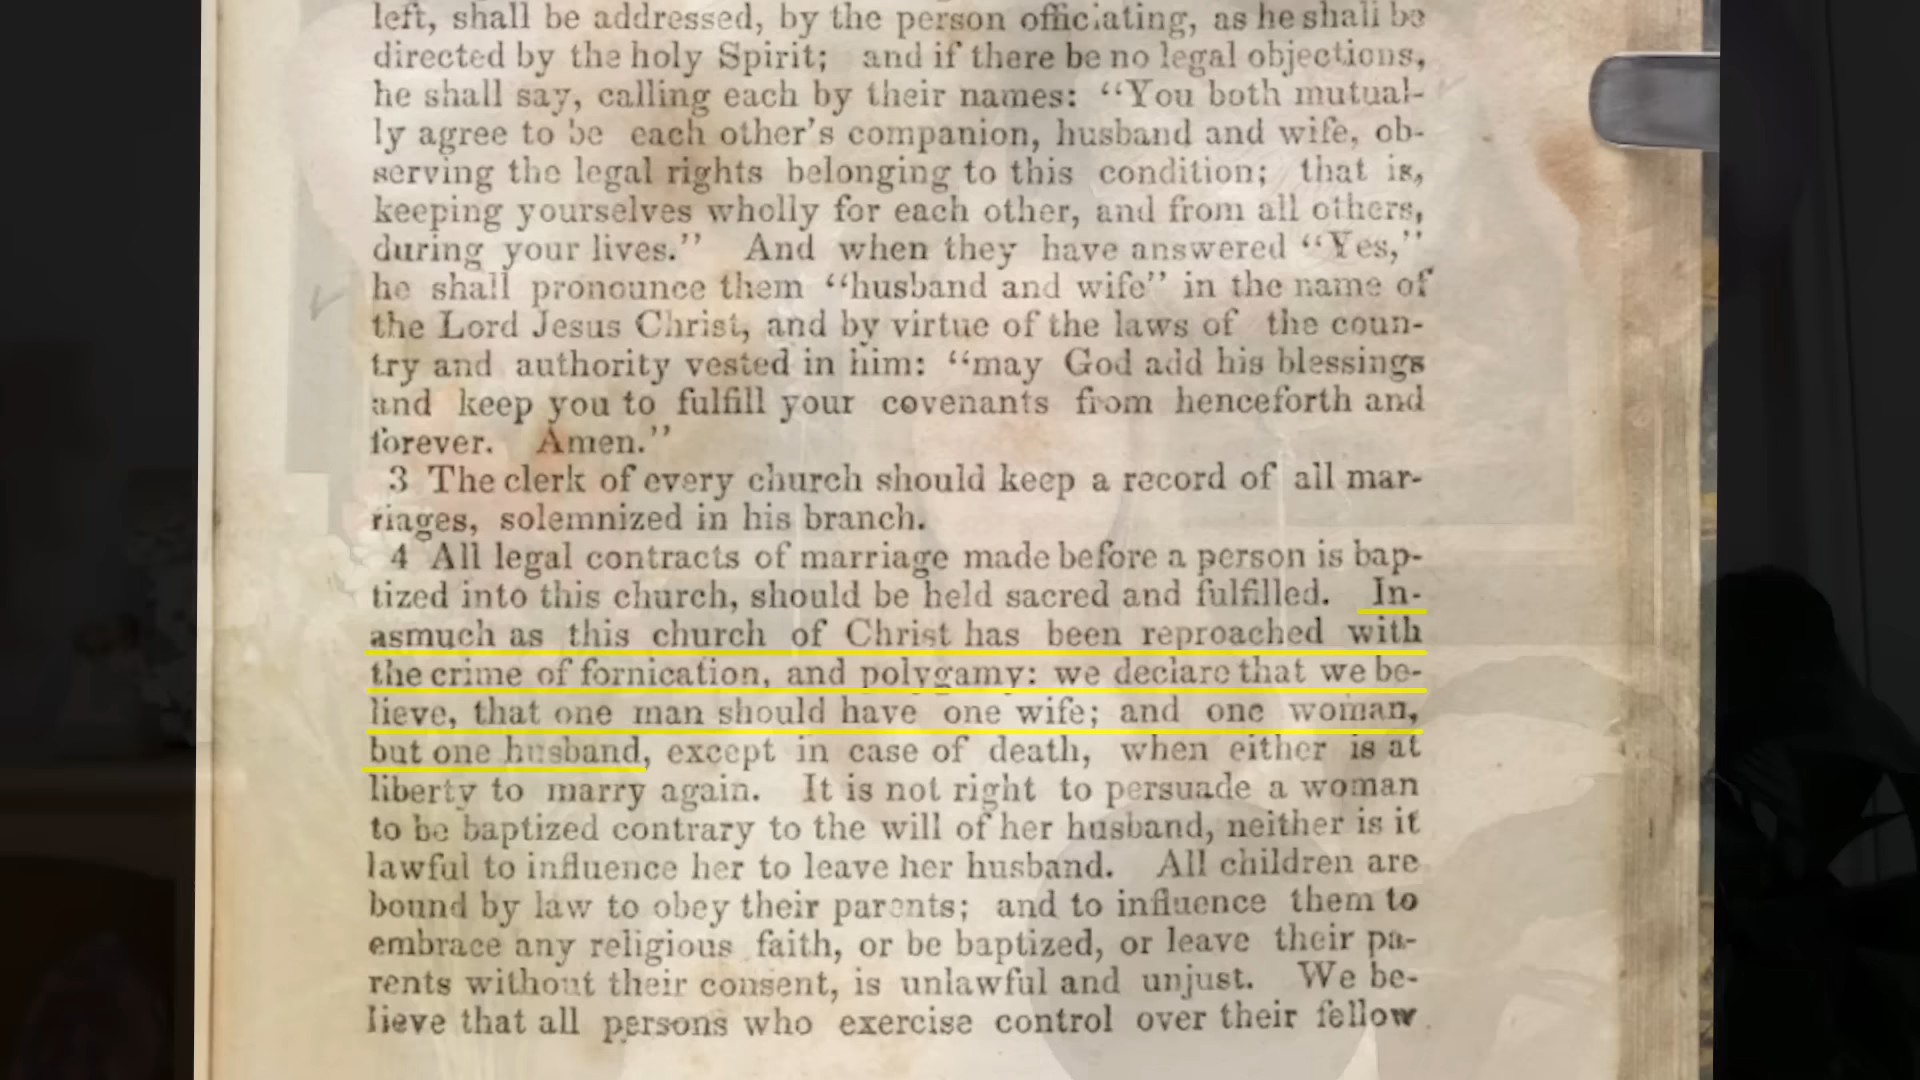 left, shall be addressed, by the person officiating, as he shall be
directed by the holy Spirit; and if there be no legal objections,
he shall say, calling each by their names: “You both mutual-
ly agree to be each other’s companion, husband and wife, ob-
serving the legal rights belonging to this condition; that is,
keeping yourselves wholly for each other, and from all others,
during your lives.” And when they have answered “Yes,”
he shall pronounce them “husband and wife” in the name of
the Lord Jesus Christ, and by virtue of the laws of the coun-
try and authority vested in him: “may God add his blessings
and keep you to fulfill your covenants from henceforth and
forever. Amen.”
3 The clerk of every church should keep a record of all mar-
riages, solemnized in his branch.
4 All legal contracts of marriage made before a person is bap-
tized into this church, should be held sacred and fulfilled. In-
asmuch as this church of Christ has been reproached with
the crime of fornication, and polygamy: we declare that we be-
lieve, that one man should have one wife; and one woman,
but one husband, except in case of death, when either is at
liberty to marry again. It is not right to persuade a woman
to be baptized contrary to the will of her husband, neither is it
lawful to influence her to leave her husband. All children are
bound by law to obey their parents; and to influence them to
embrace any religious faith, or be baptized, or leave their pa-
rents without their consent, is unlawful and unjust. We be-
lieve that all persons who exercise control over their fellow